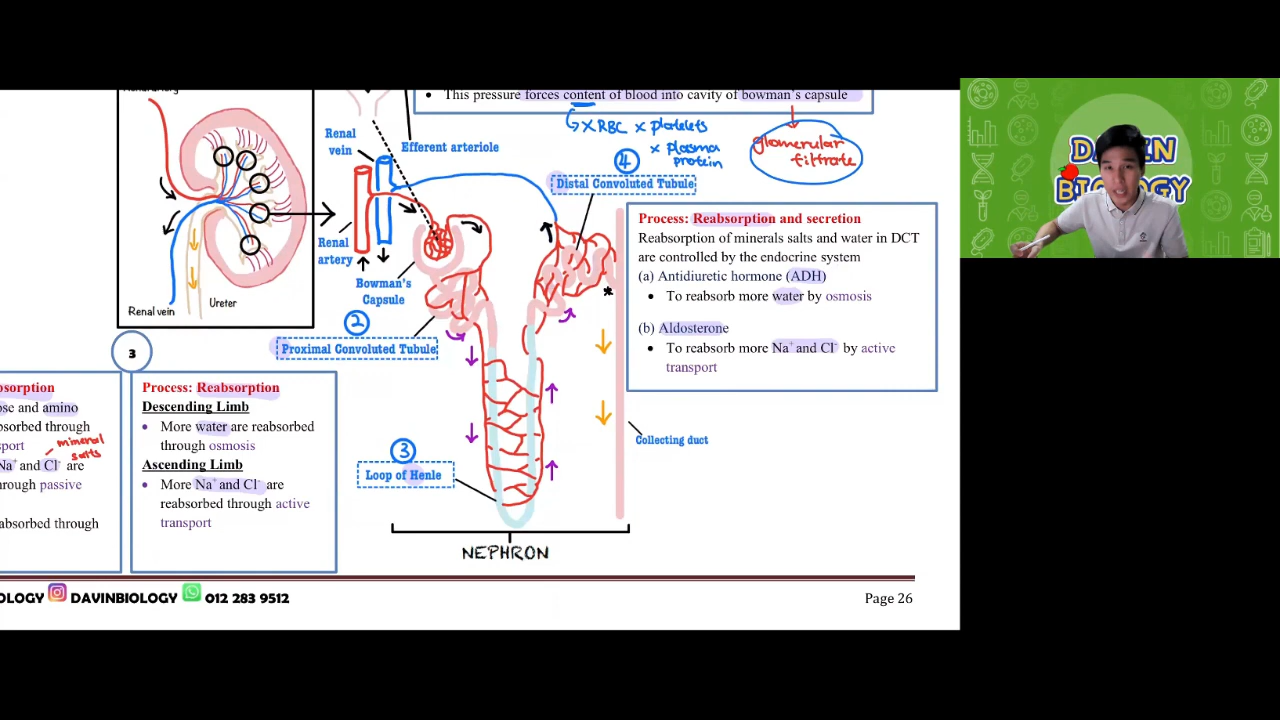 This pressure forces content of blood into cavity of bowman's capsule
x RBC x platelets
x plasma
protein
glomerular
filtrate
Renal
vein
Efferent arteriole
4
Distal Convoluted Tubule
DAVIN
BIOLOGY
Renal
artery
Bowman's
Capsule
Ureter
Renal vein
2
Proximal Convoluted Tubule
Process: Reabsorption and secretion
Reabsorption of minerals salts and water in DCT
are controlled by the endocrine system
(a) Antidiuretic hormone (ADH)
• To reabsorb more water by osmosis
(b) Aldosterone
• To reabsorb more Na+ and Cl- by active
transport
*
3
and amino
absorbed through
mineral
salts
Na+ and Cl- are
through passive
absorbed through
Process: Reabsorption
Descending Limb
• More water are reabsorbed
through osmosis
Ascending Limb
• More Na+ and Cl- are
reabsorbed through active
transport
3
Loop of Henle
Collecting duct
NEPHRON
OLOGY DAVINBIOLOGY 012 283 9512
Page 26